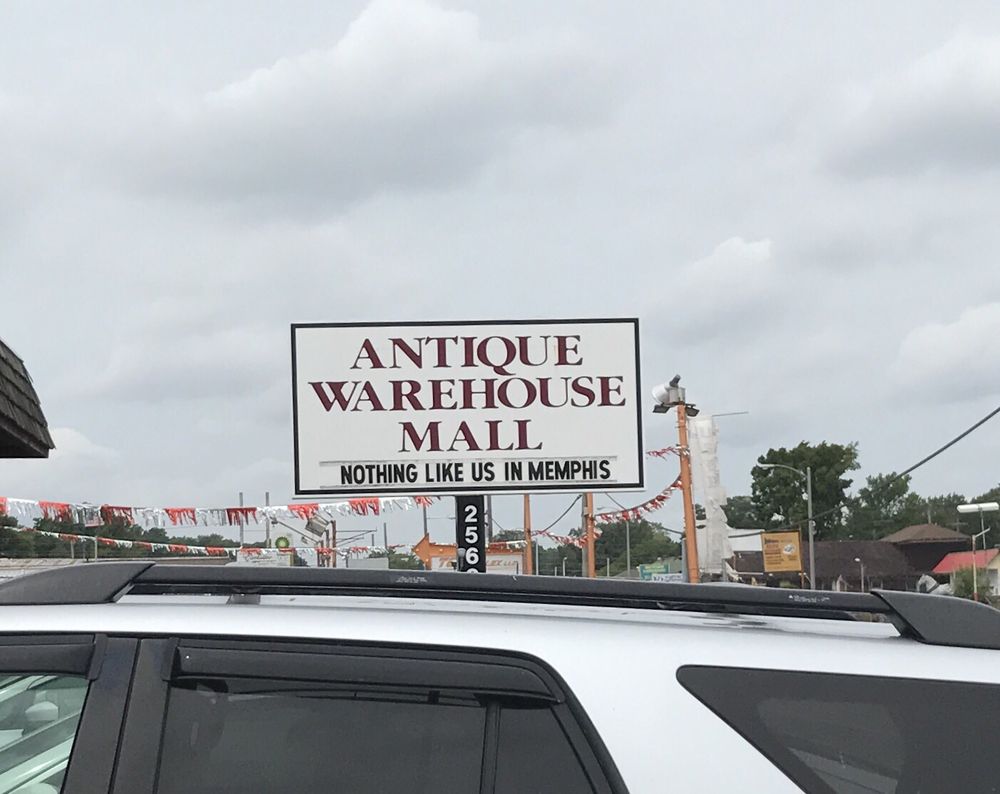 ANTIQUE
WAREHOUSE
MALL
NOTHING LIKE US IN MEMPHIS
256